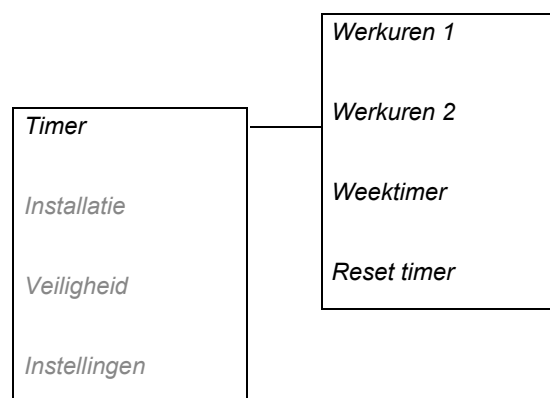 Timer
Installatie
Veiligheid
Instellingen
Werkuren 1
Werkuren 2
Weektimer
Reset timer